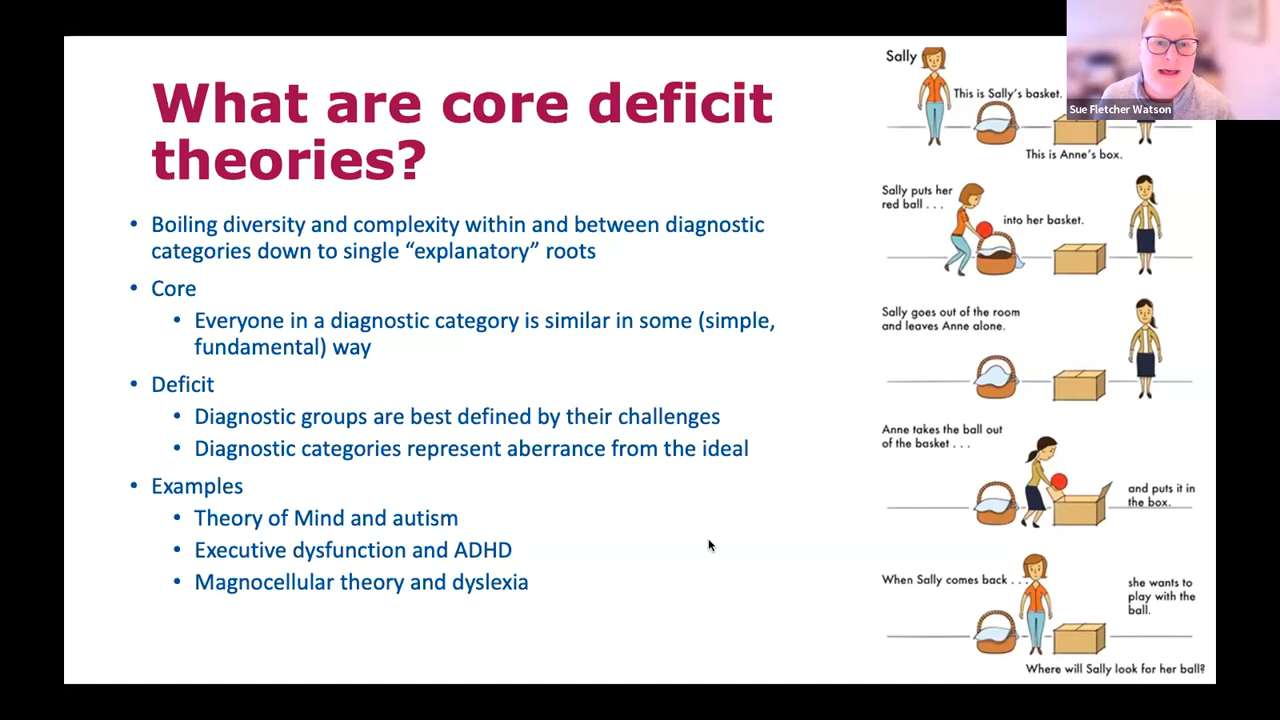 What are core deficit
theories?
• Boiling diversity and complexity within and between diagnostic
categories down to single “explanatory” roots
• Core
• Everyone in a diagnostic category is similar in some (simple,
fundamental) way
• Deficit
• Diagnostic groups are best defined by their challenges
• Diagnostic categories represent aberrance from the ideal
• Examples
• Theory of Mind and autism
• Executive dysfunction and ADHD
• Magnocellular theory and dyslexia
Sally
This is Sally’s basket.
This is Anne’s box.
Sally puts her
red ball . . .
into her basket.
Sally goes out of the room
and leaves Anne alone.
Anne takes the ball out
of the basket . . .
and puts it in
the box.
When Sally comes back . . .
she wants to
play with the
ball.
Where will Sally look for her ball?
Sue Fletcher Watson